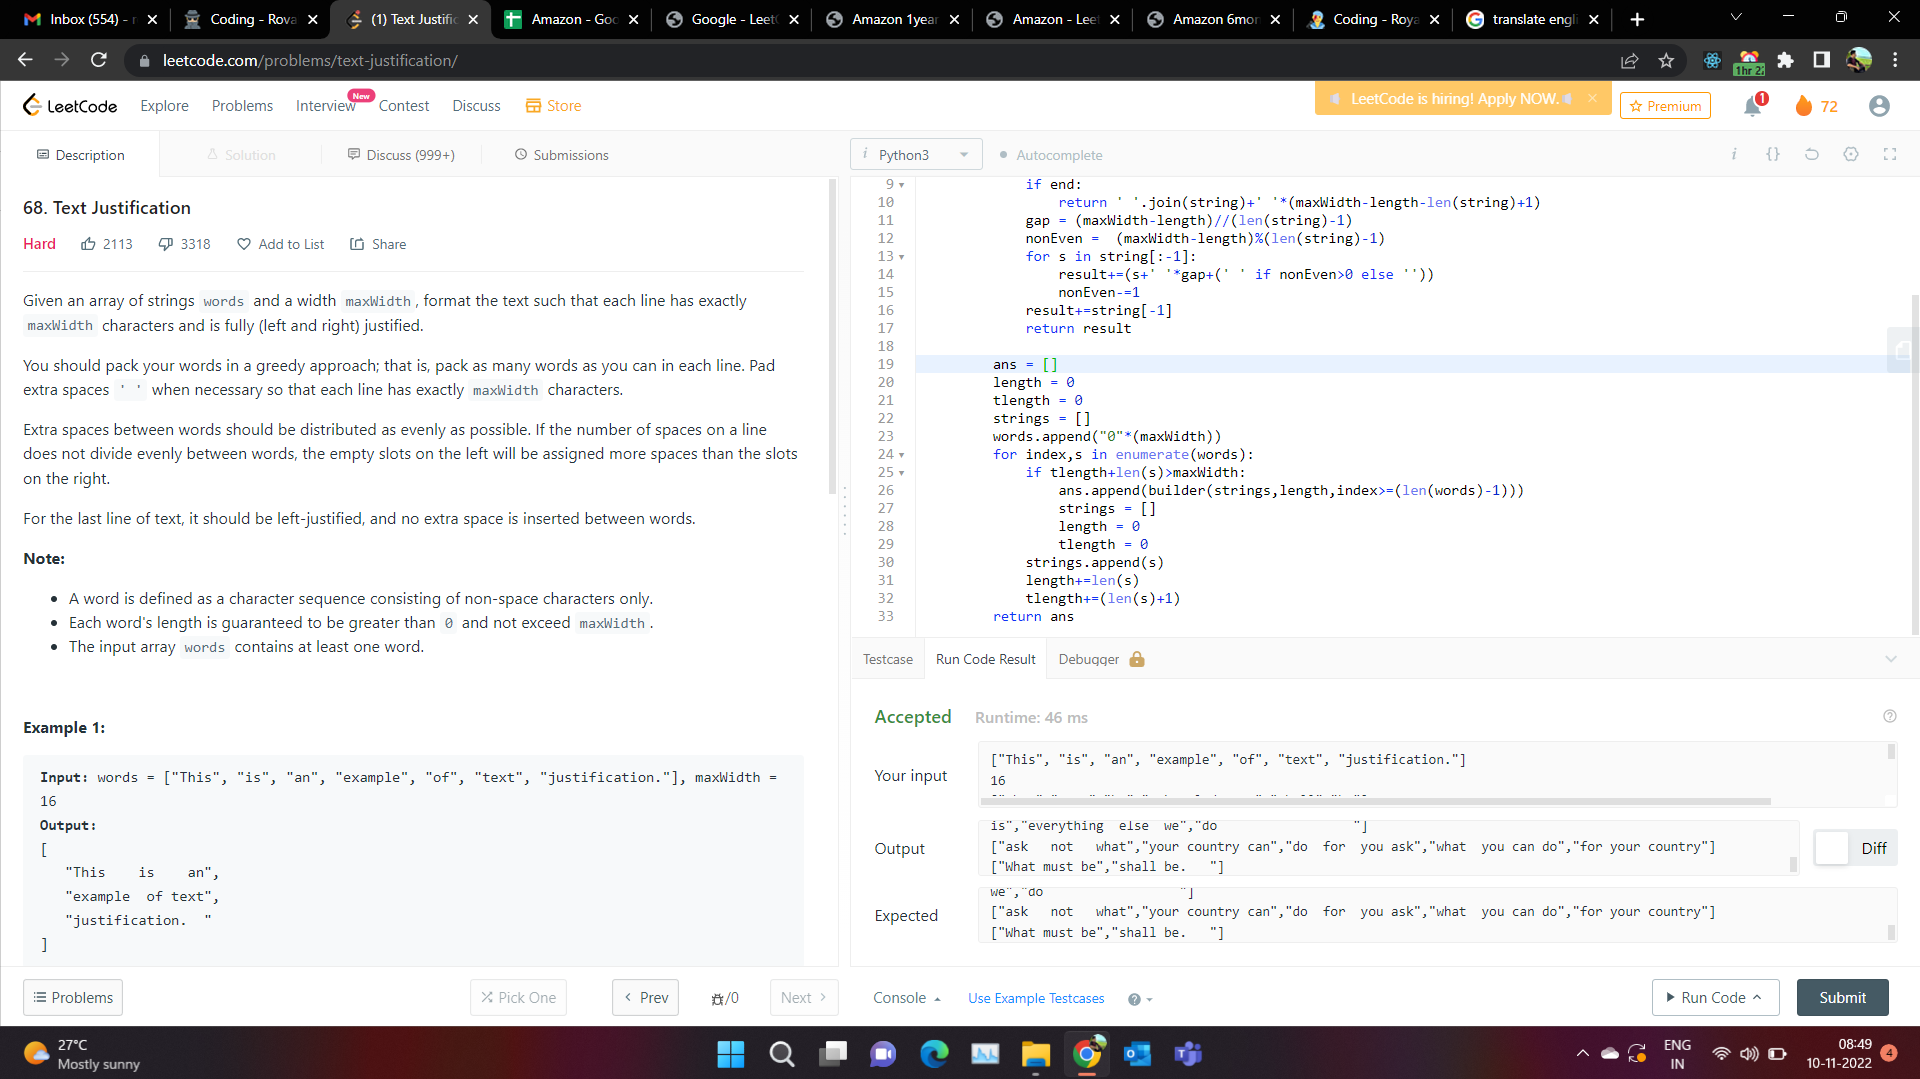 Inbox (554) - r
Coding - Rova
(1) Text Justific
Amazon - Goo
Google - Leet
Amazon 1year
Amazon - Leet
Amazon 6mon
Coding - Roya
translate engli
leetcode.com/problems/text-justification/
1hr 2
LeetCode
Explore
Problems
Interview
New
Contest
Discuss
Store
LeetCode is hiring! Apply NOW.
Premium
1
72
Description
Solution
Discuss (999+)
Submissions
Python3
Autocomplete
68. Text Justification
Hard
2113
3318
Add to List
Share
Given an array of strings words and a width maxWidth, format the text such that each line has exactly
maxWidth characters and is fully (left and right) justified.
You should pack your words in a greedy approach; that is, pack as many words as you can in each line. Pad
extra spaces ' ' when necessary so that each line has exactly maxWidth characters.
Extra spaces between words should be distributed as evenly as possible. If the number of spaces on a line
does not divide evenly between words, the empty slots on the left will be assigned more spaces than the slots
on the right.
For the last line of text, it should be left-justified, and no extra space is inserted between words.
Note:
• A word is defined as a character sequence consisting of non-space characters only.
• Each word's length is guaranteed to be greater than 0 and not exceed maxWidth.
• The input array words contains at least one word.
Example 1:
Input: words = ["This", "is", "an", "example", "of", "text", "justification."], maxWidth =
16
Output:
[
   "This    is    an",
   "example  of text",
   "justification.  "
]
Problems
Pick One
Prev
/0
Next
9 if end:
10 return ' '.join(string)+' '*(maxWidth-length-len(string)+1)
11 gap = (maxWidth-length)//(len(string)-1)
12 nonEven =  (maxWidth-length)%(len(string)-1)
13 for s in string[:-1]:
14 result+=(s+' '*gap+(' ' if nonEven>0 else ''))
15 nonEven-=1
16 result+=string[-1]
17 return result
18
19 ans = []
20 length = 0
21 tlength = 0
22 strings = []
23 words.append("0"*(maxWidth))
24 for index,s in enumerate(words):
25 if tlength+len(s)>maxWidth:
26 ans.append(builder(strings,length,index>=(len(words)-1)))
27 strings = []
28 length = 0
29 tlength = 0
30 strings.append(s)
31 length+=len(s)
32 tlength+=(len(s)+1)
33 return ans
Testcase
Run Code Result
Debugger
Accepted
Runtime: 46 ms
Your input
["This", "is", "an", "example", "of", "text", "justification."]
16
Output
is","everything  else  we","do                 "]
["ask   not   what","your country can","do  for  you ask","what  you can do","for your country"]
["What must be","shall be.   "]
Diff
Expected
we","do                 "]
["ask   not   what","your country can","do  for  you ask","what  you can do","for your country"]
["What must be","shall be.   "]
Console
Use Example Testcases
Run Code
Submit
27°C
Mostly sunny
ENG
IN
08:49
10-11-2022
4